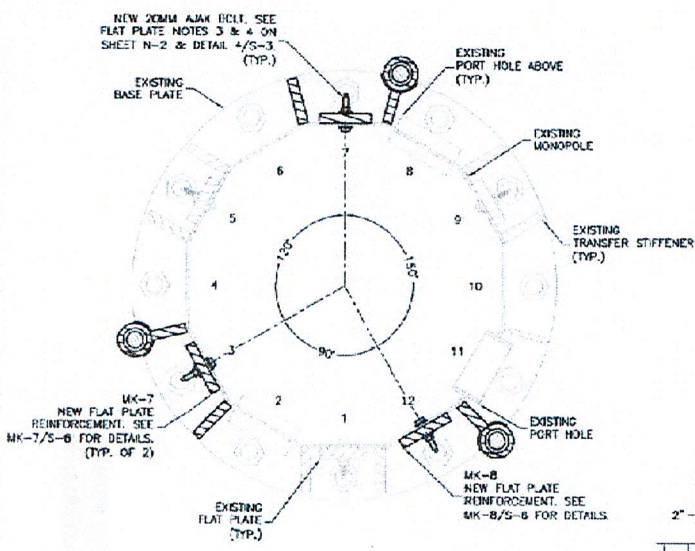 NEW 20MM AJAX BOLT. SEE
FLAT PLATE NOTES 3 & 4 ON
SHEET N-2 & DETAIL 4/S-3.
(TYP.)
EXISTING
PORT HOLE ABOVE
(TYP.)
EXISTING
BASE PLATE
EXISTING
MONOPOLE
EXISTING
TRANSFER STIFFENER
(TYP.)
7
6
8
5
9
120°
150°
4
10
3
90°
11
2
12
1
MK-7
NEW FLAT PLATE
REINFORCEMENT. SEE
MK-7/S-6 FOR DETAILS.
(TYP. OF 2)
EXISTING
PORT HOLE
MK-8
NEW FLAT PLATE
REINFORCEMENT. SEE
MK-8/S-6 FOR DETAILS.
EXISTING
FLAT PLATE
(TYP.)
2"